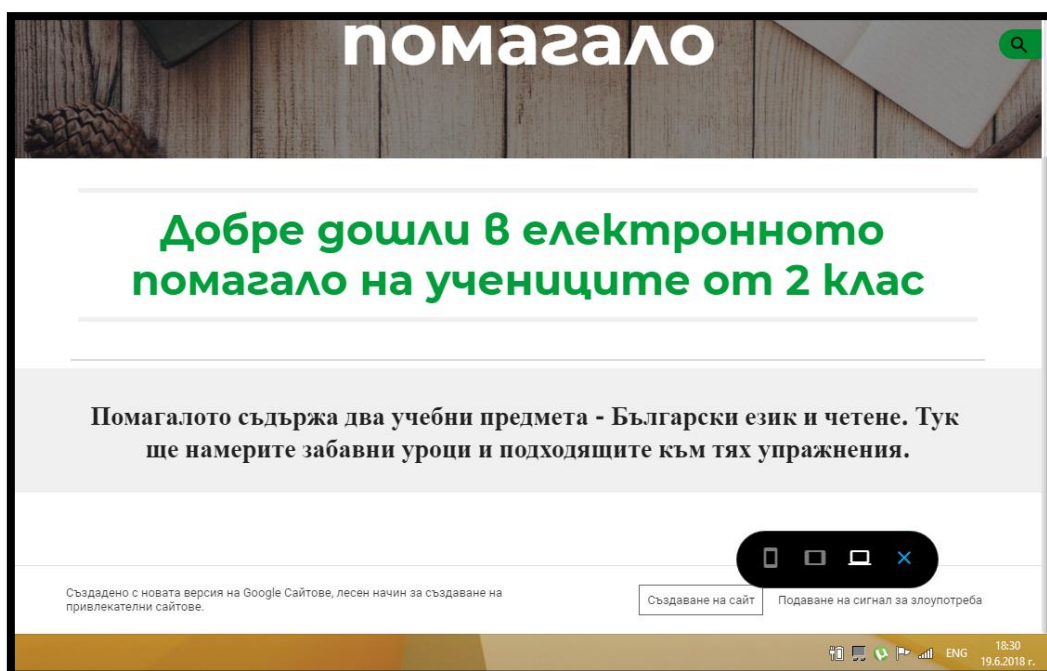 помагало
Добре дошли в електронното
помагало на учениците от 2 клас
Помагалото съдържа два учебни предмета - Български език и четене. Тук
ще намерите забавни уроци и подходящите към тях упражнения.
Създадено с новата версия на Google Сайтове, лесен начин за създаване на
привлекателни сайтове.
Създаване на сайт
Подаване на сигнал за злоупотреба
ENG
18:30
19.6.2018 г.